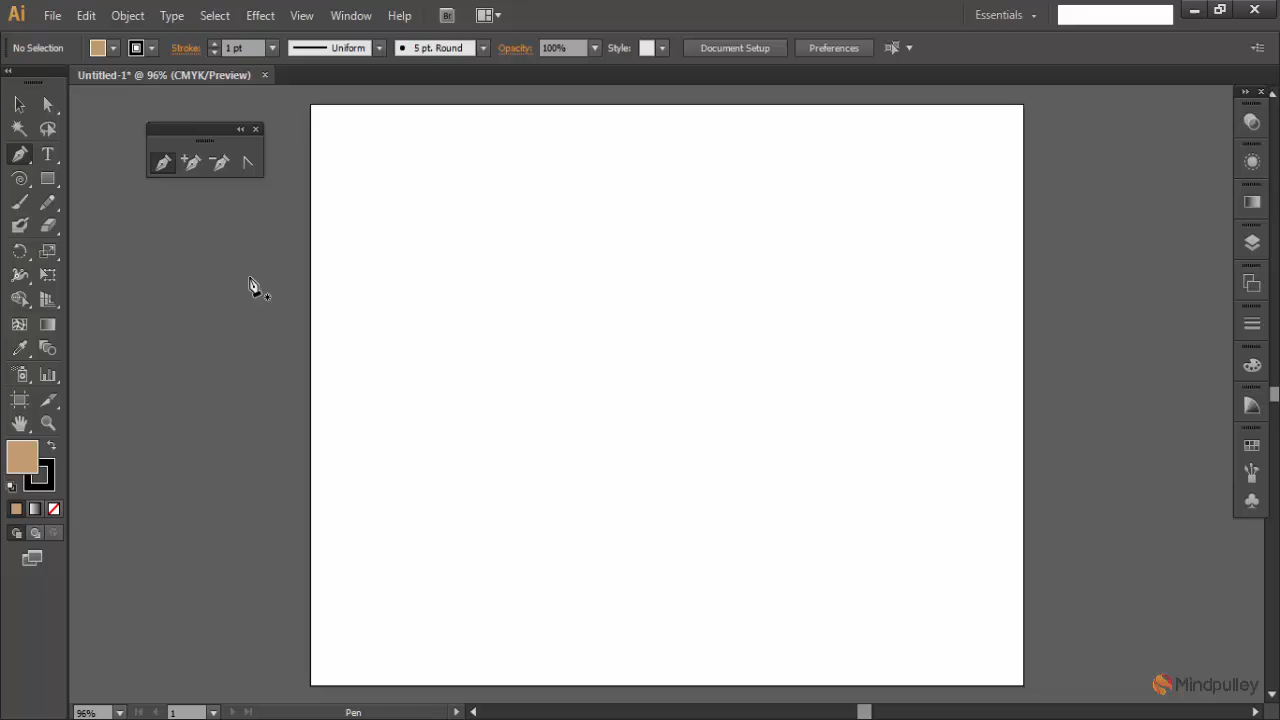 Ai File Edit Object Type Select Effect View Window Help Br Essentials
No Selection Stroke: 1 pt Uniform 5 pt. Round Opacity: 100% Style: Document Setup Preferences
Untitled-1* @ 96% (CMYK/Preview)
T
Mindpulley
96% 1 Pen